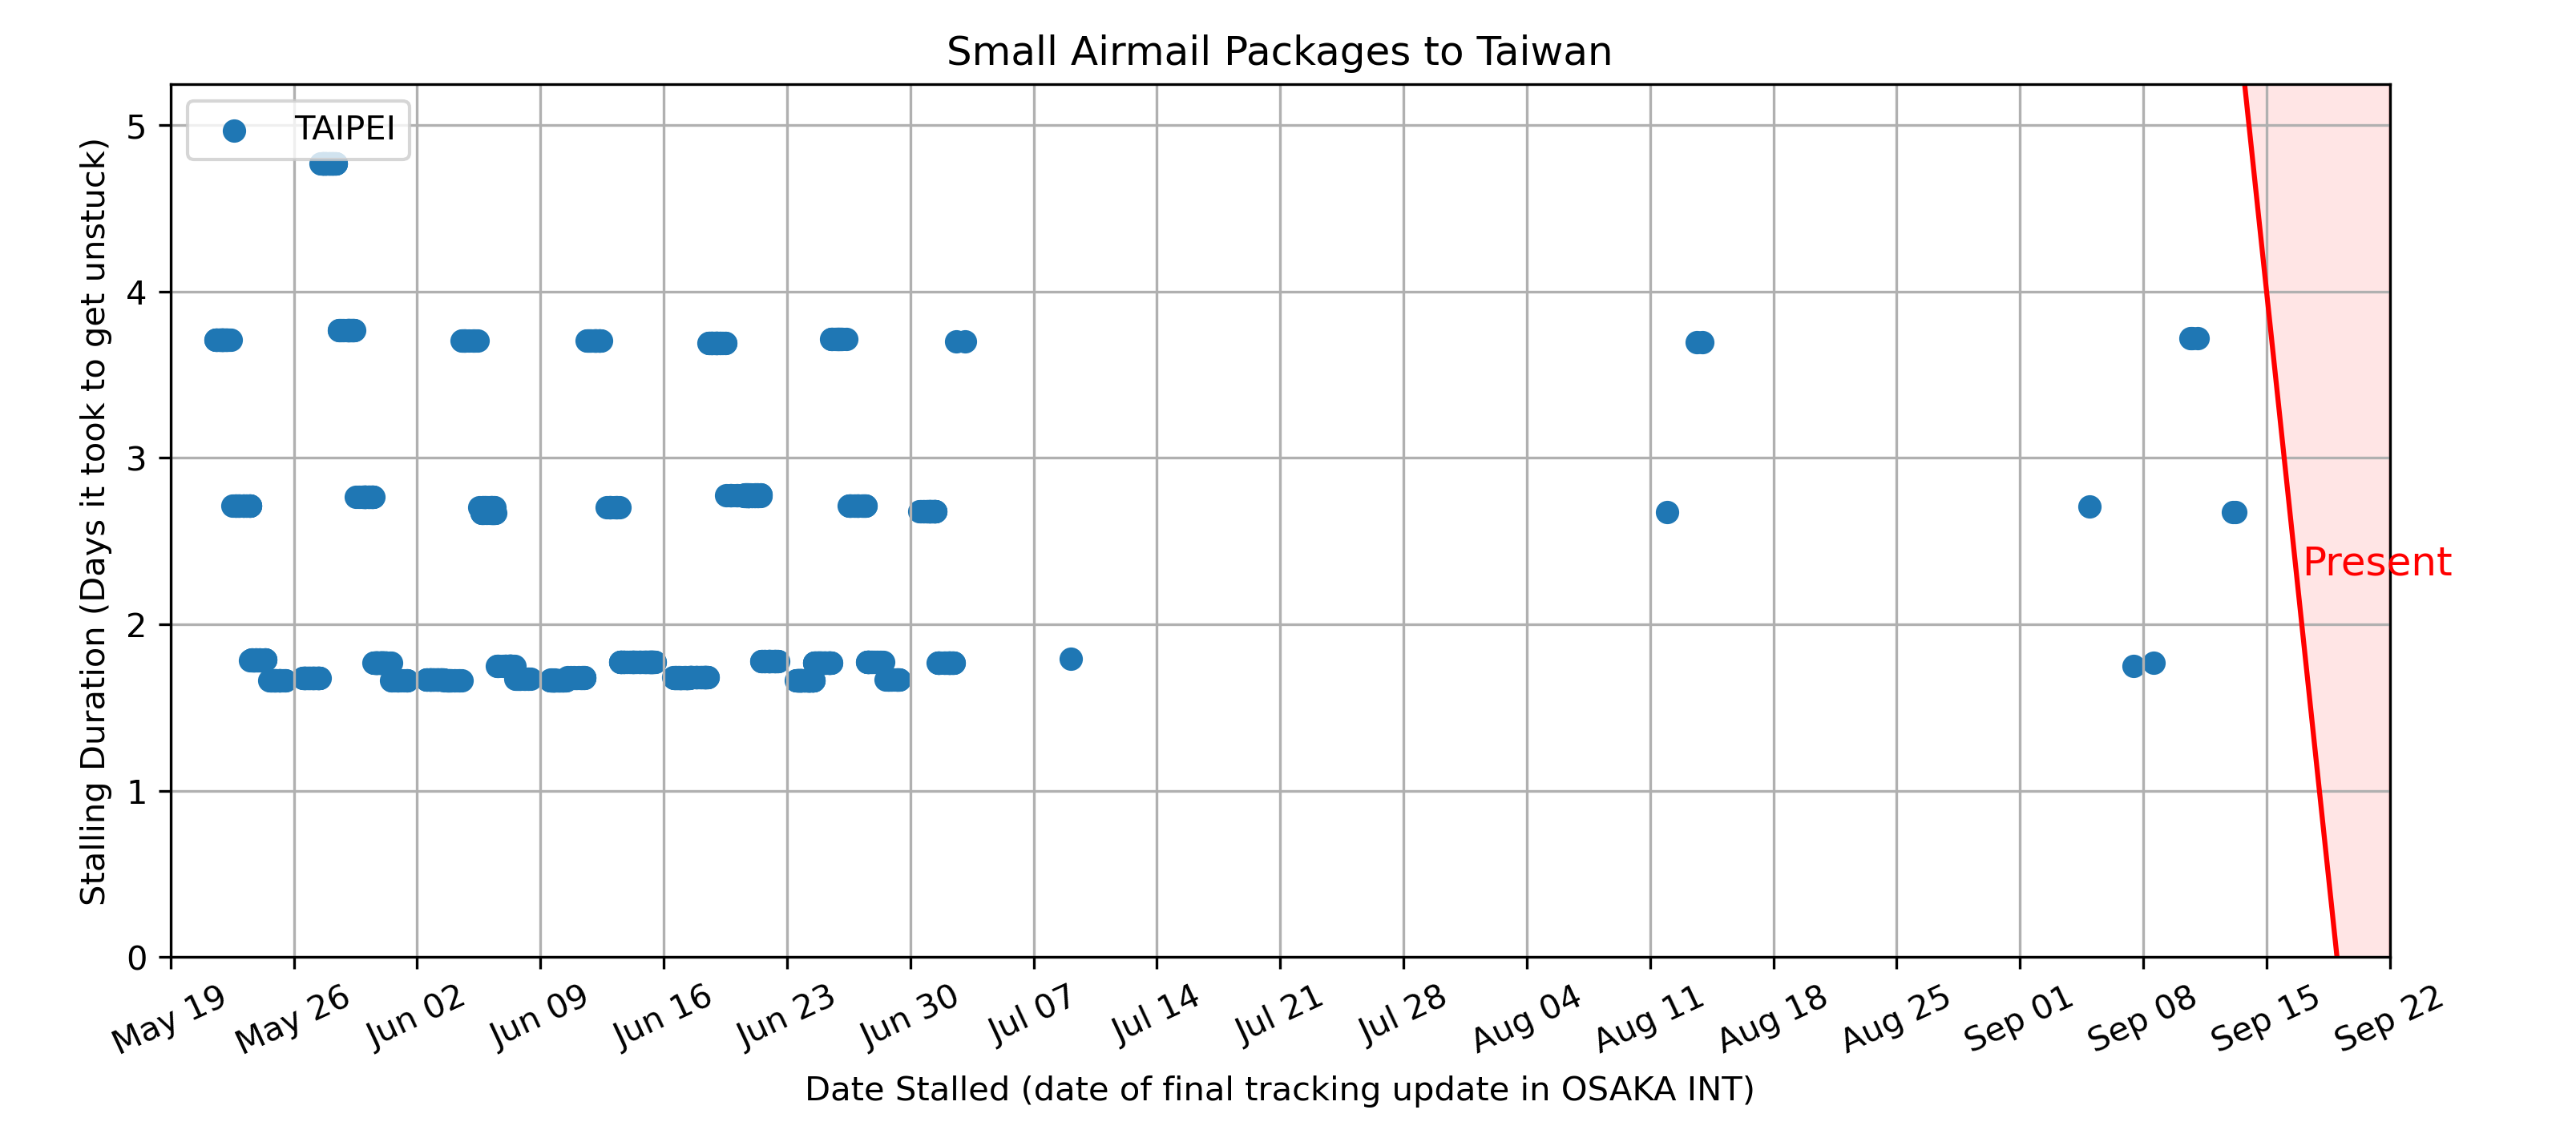 Small Airmail Packages to Taiwan
TAIPEI
Stalling Duration (Days it took to get unstuck)
5
4
3
2
1
0
Present
May 19
May 26
Jun 02
Jun 09
Jun 16
Jun 23
Jun 30
Jul 07
Jul 14
Jul 21
Jul 28
Aug 04
Aug 11
Aug 18
Aug 25
Sep 01
Sep 08
Sep 15
Sep 22
Date Stalled (date of final tracking update in OSAKA INT)